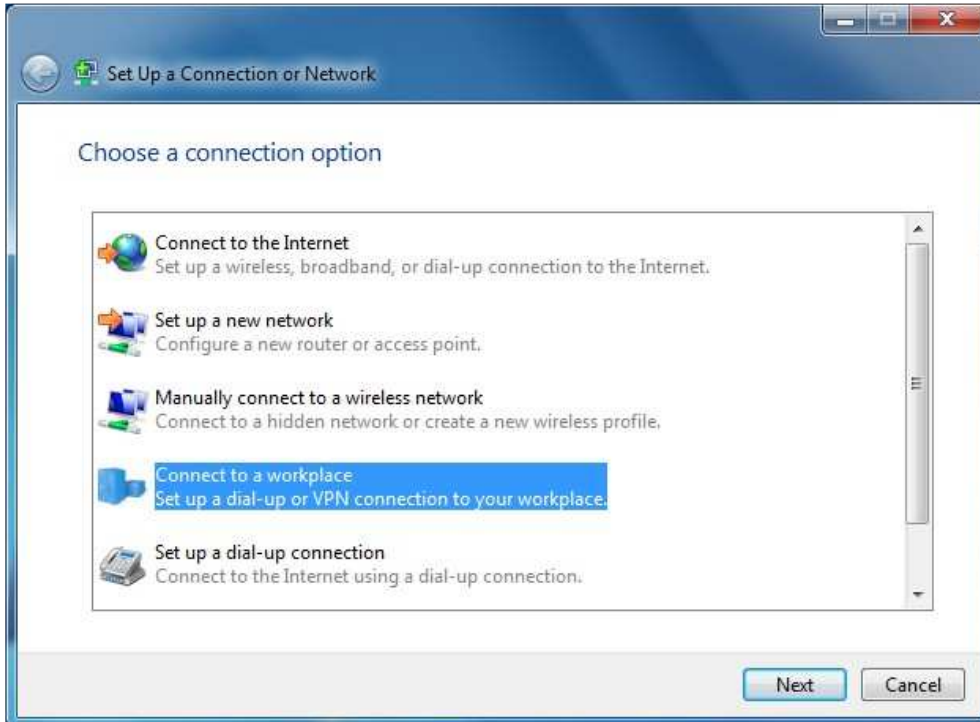 Set Up a Connection or Network
Choose a connection option
Connect to the Internet
Set up a wireless, broadband, or dial-up connection to the Internet.
Set up a new network
Configure a new router or access point.
Manually connect to a wireless network
Connect to a hidden network or create a new wireless profile.
Connect to a workplace
Set up a dial-up or VPN connection to your workplace.
Set up a dial-up connection
Connect to the Internet using a dial-up connection.
Next Cancel